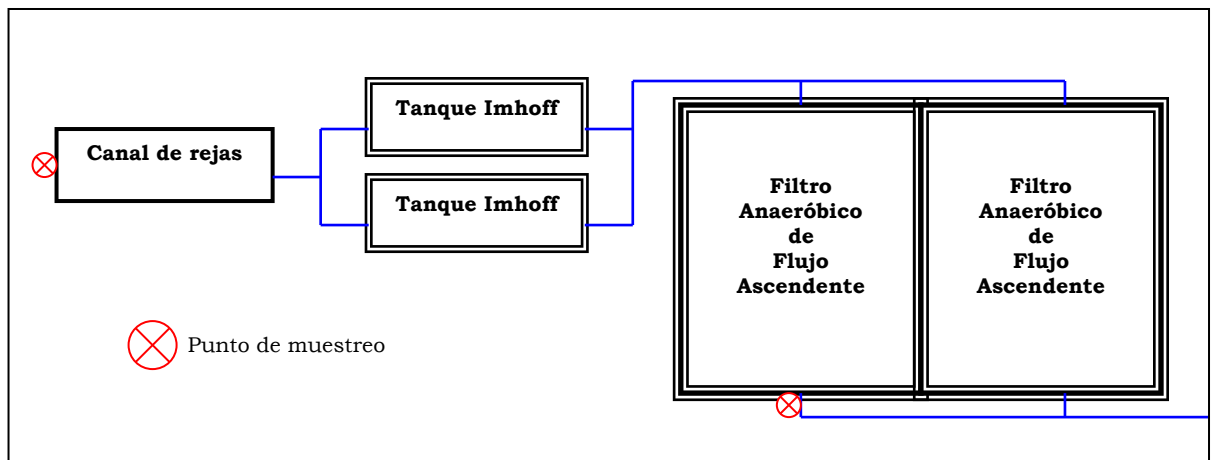 Canal de rejas
Tanque Imhoff
Tanque Imhoff
Filtro
Anaeróbico
de
Flujo
Ascendente
Filtro
Anaeróbico
de
Flujo
Ascendente
Punto de muestreo